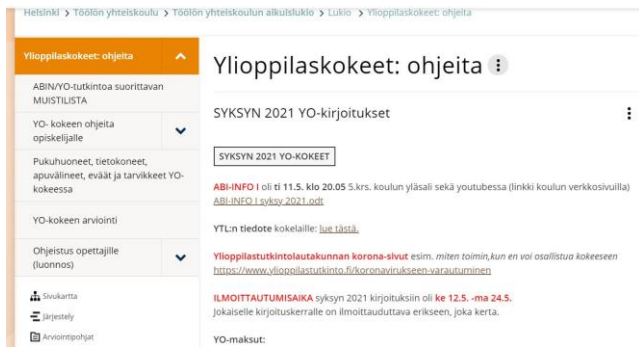 Helsinki > Töölön yhteiskoulu > Töölön yhteiskoulun aikuislukio > Lukio > Ylioppilaskokeet: ohjeita
Ylioppilaskokeet: ohjeita
ABIN/YO-tutkintoa suorittavan
MUISTILISTA
YO- kokeen ohjeita
opiskelijalle
Pukuhuoneet, tietokoneet,
apuvälineet, eväät ja tarvikkeet YO-
kokeessa
YO-kokeen arviointi
Ohjeistus opettajille
(luonnos)
Sivukartta
Järjestely
Arviointipohjat
Ylioppilaskokeet: ohjeita
SYKSYN 2021 YO-kirjoitukset
SYKSYN 2021 YO-KOKEET
ABI-INFO I oli ti 11.5. klo 20.05 5.krs. koulun yläsali sekä youtubessa (linkki koulun verkkosivuilla)
ABI-INFO I syksy 2021.odt
YTL:n tiedote kokelaille: lue tästä.
Ylioppilastutkintolautakunnan korona-sivut esim. miten toimin,kun en voi osallistua kokeeseen
https://www.ylioppilastutkinto.fi/koronavirukseen-varautuminen
ILMOITTAUTUMISAIKA syksyn 2021 kirjoituksiin oli ke 12.5. -ma 24.5.
Jokaiselle kirjoituskerralle on ilmoittauduttava erikseen, joka kerta.
YO-maksut: